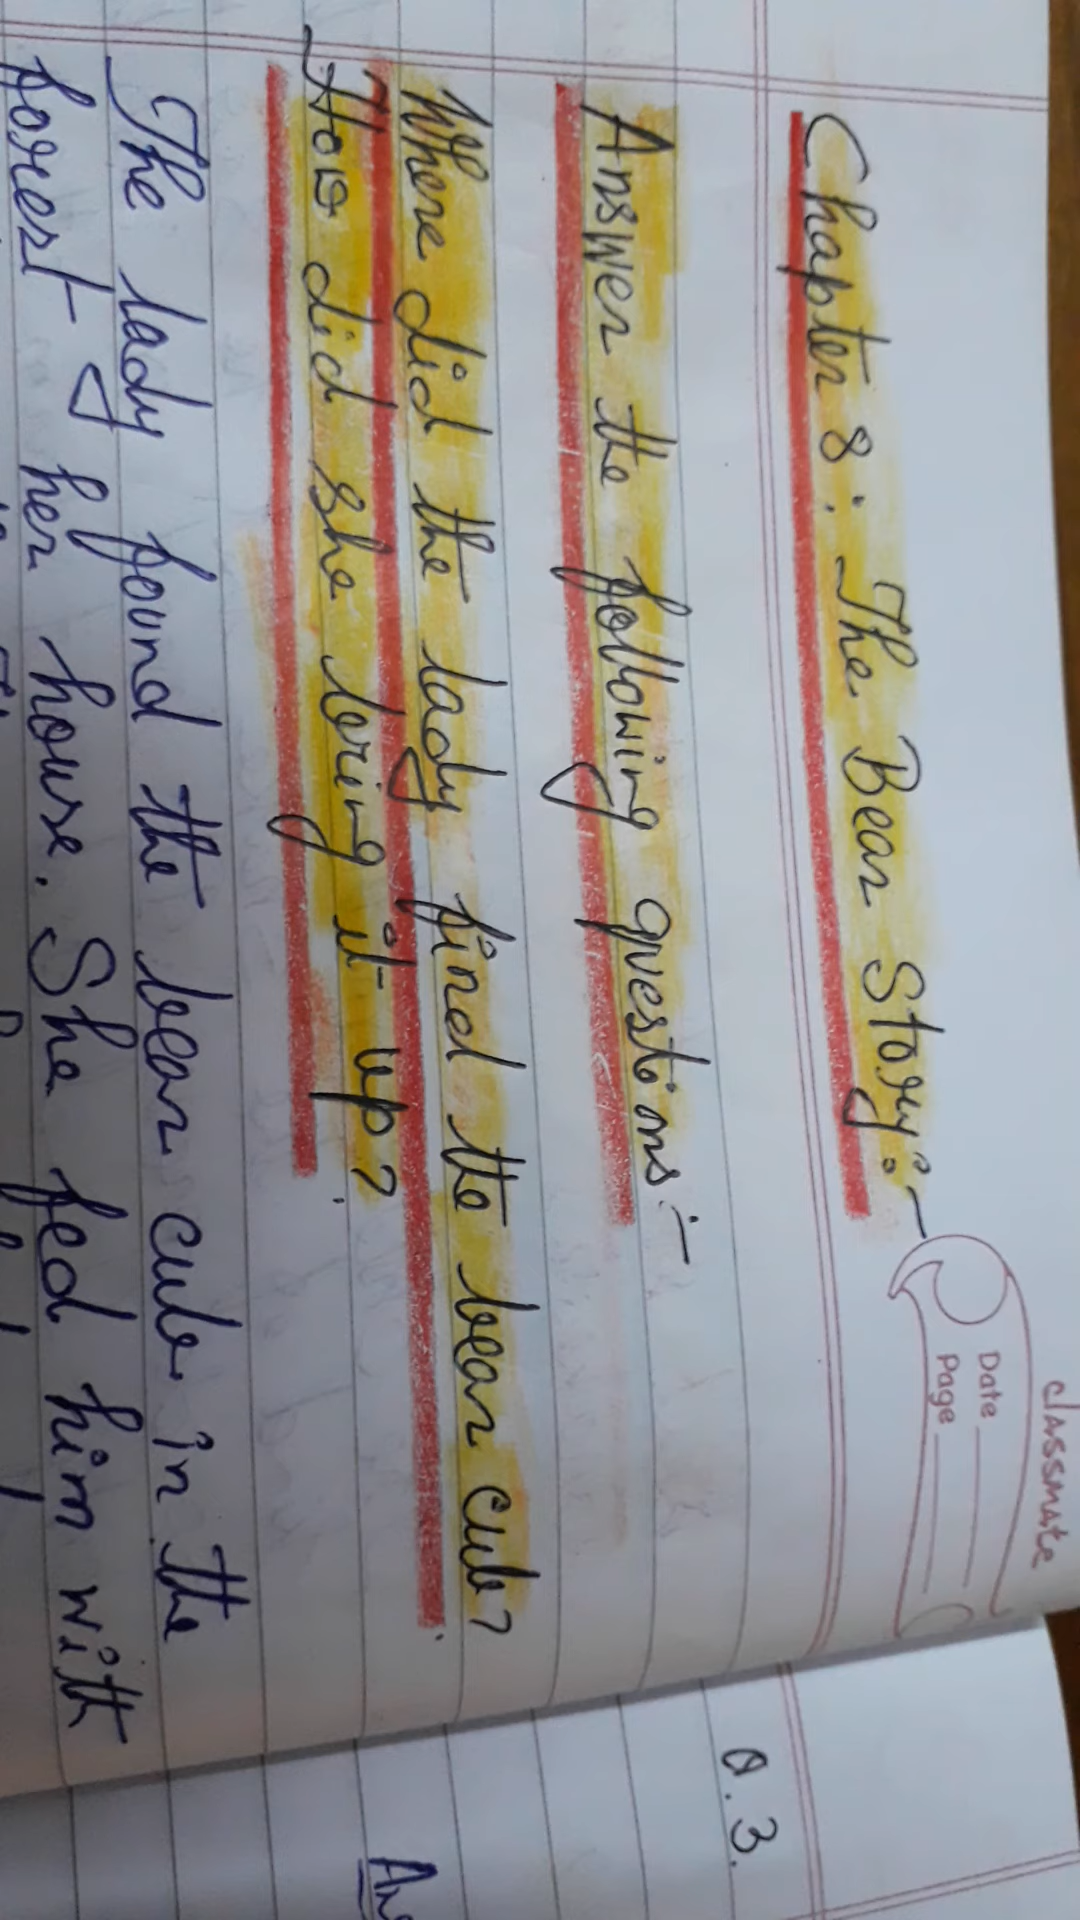 classmate
Date
Page
Chapter 8: The Bear Story:-
Answer the following questions:-
Where did the lady find the bear cub?
How did she bring it up?
The lady found the bear cub in the
forest of her house. She fed him with
Q.3.